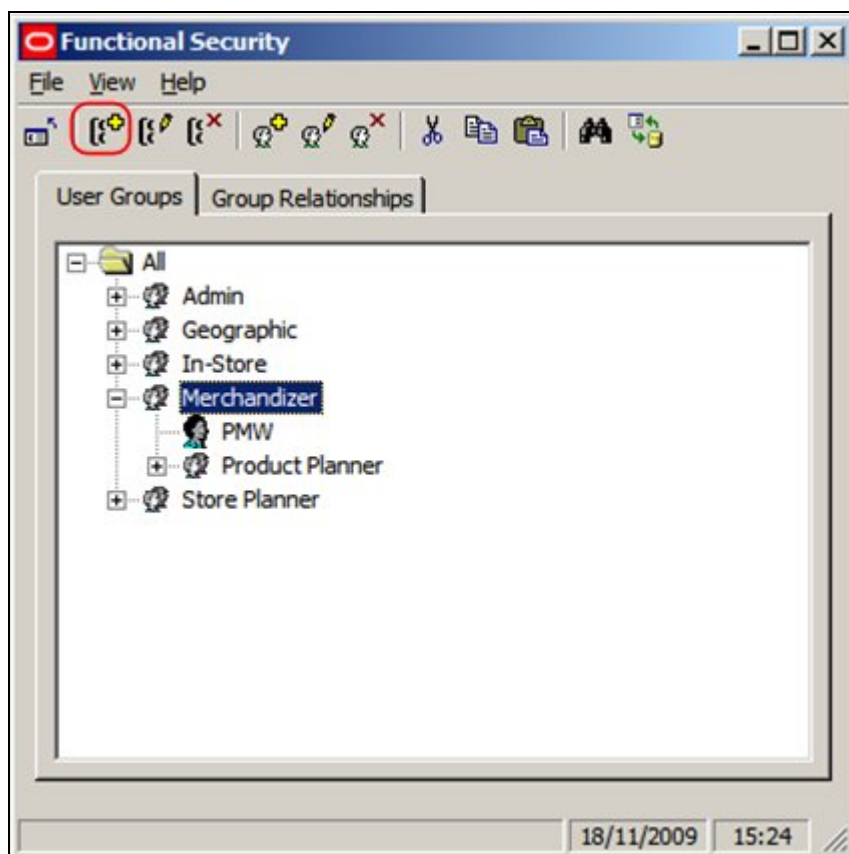 Functional Security
File View Help
User Groups Group Relationships
All
Admin
Geographic
In-Store
Merchandizer
PMW
Product Planner
Store Planner
18/11/2009 15:24